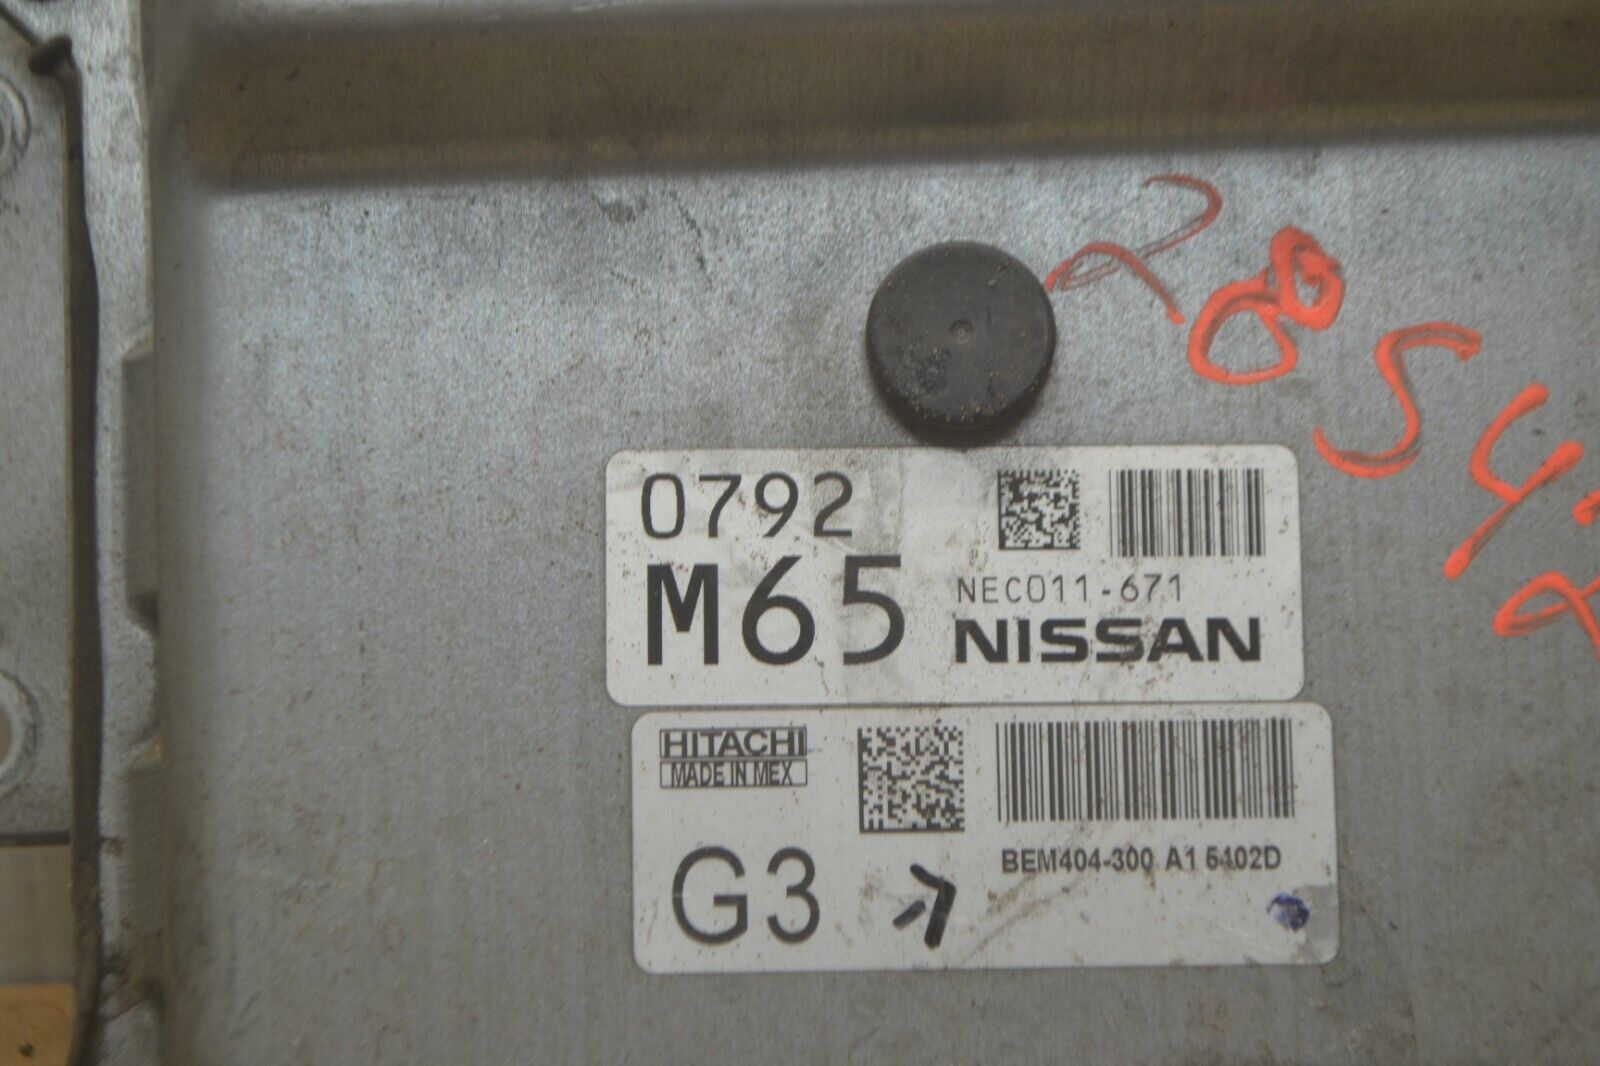 0792
M65
NEC011-671
NISSAN
HITACHI
MADE IN MEX
G3
BEM404-300 A1 5402D